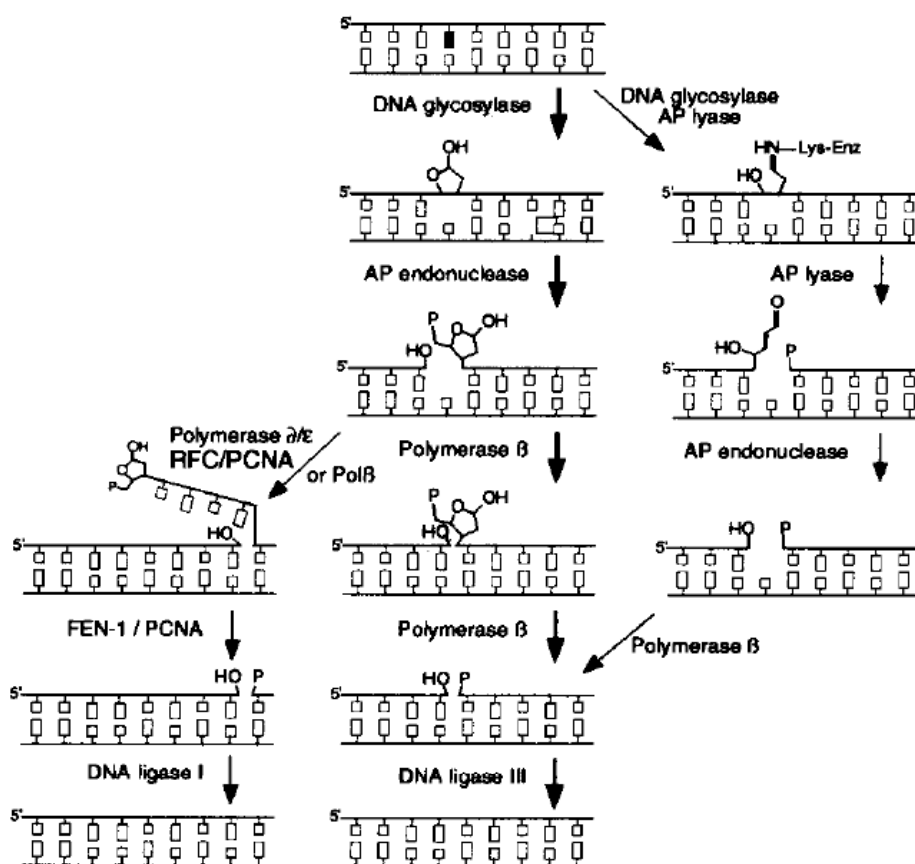 5'
DNA glycosylase
DNA glycosylase
AP lyase
OH
O
5'
HN—Lys-Enz
HO
5'
AP endonuclease
AP lyase
P
O
OH
HO
5'
O
HO
P
5'
Polymerase ∂/ε
RFC/PCNA
or Polß
Polymerase ß
AP endonuclease
OH
O
P
HO
5'
P
O
OH
HO
5'
HO
P
5'
FEN-1 / PCNA
Polymerase ß
Polymerase ß
HO P
5'
HO P
5'
DNA ligase I
DNA ligase III
5'
5'